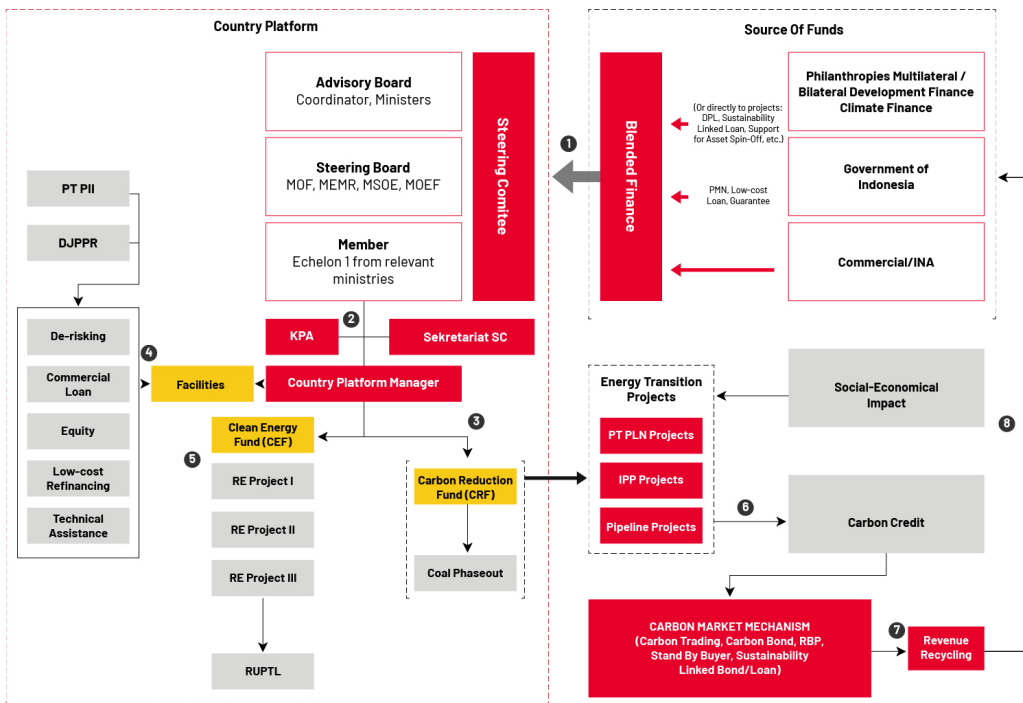 Country Platform
Advisory Board
Coordinator, Ministers
Steering Board
MOF, MEMR, MSOE, MOEF
Member
Echelon 1 from relevant
ministries
Steering Comitee
Source Of Funds
Blended Finance
(Or directly to projects:
DPL, Sustainability
Linked Loan, Support
for Asset Spin-Off, etc.)
PMN, Low-cost
Loan, Guarantee
Philanthropies Multilateral /
Bilateral Development Finance
Climate Finance
Government of
Indonesia
Commercial/INA
1
PT PII
DJPPR
De-risking
Commercial
Loan
Equity
Low-cost
Refinancing
Technical
Assistance
4
Facilities
2
KPA
Sekretariat SC
Country Platform Manager
3
Clean Energy
Fund (CEF)
5
RE Project I
RE Project II
RE Project III
RUPTL
Carbon Reduction
Fund (CRF)
Coal Phaseout
Energy Transition
Projects
PT PLN Projects
IPP Projects
Pipeline Projects
Social-Economical
Impact
8
6
Carbon Credit
CARBON MARKET MECHANISM
(Carbon Trading, Carbon Bond, RBP,
Stand By Buyer, Sustainability
Linked Bond/Loan)
7
Revenue
Recycling